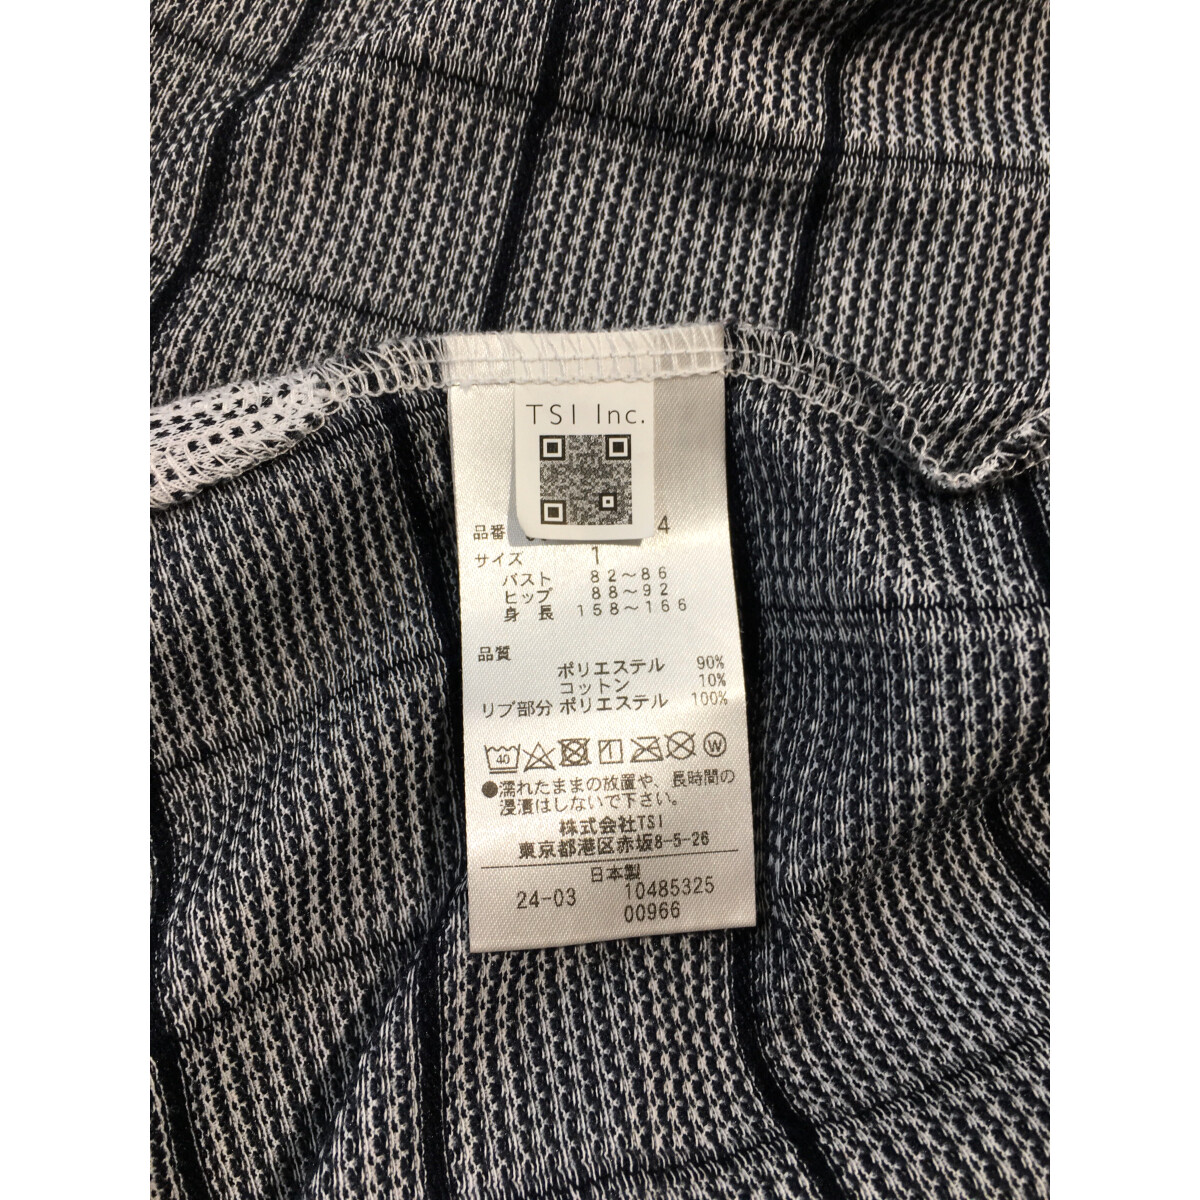 TSI Inc.
品番 4
サイズ 1
バスト 82～86
ヒップ 88～92
身長 158～166
品質
ポリエステル 90%
コットン 10%
リブ部分 ポリエステル 100%
40 W
●濡れたままの放置や、長時間の
浸漬はしないで下さい。
株式会社TSI
東京都港区赤坂8-5-26
日本製
24-03 10485325
00966